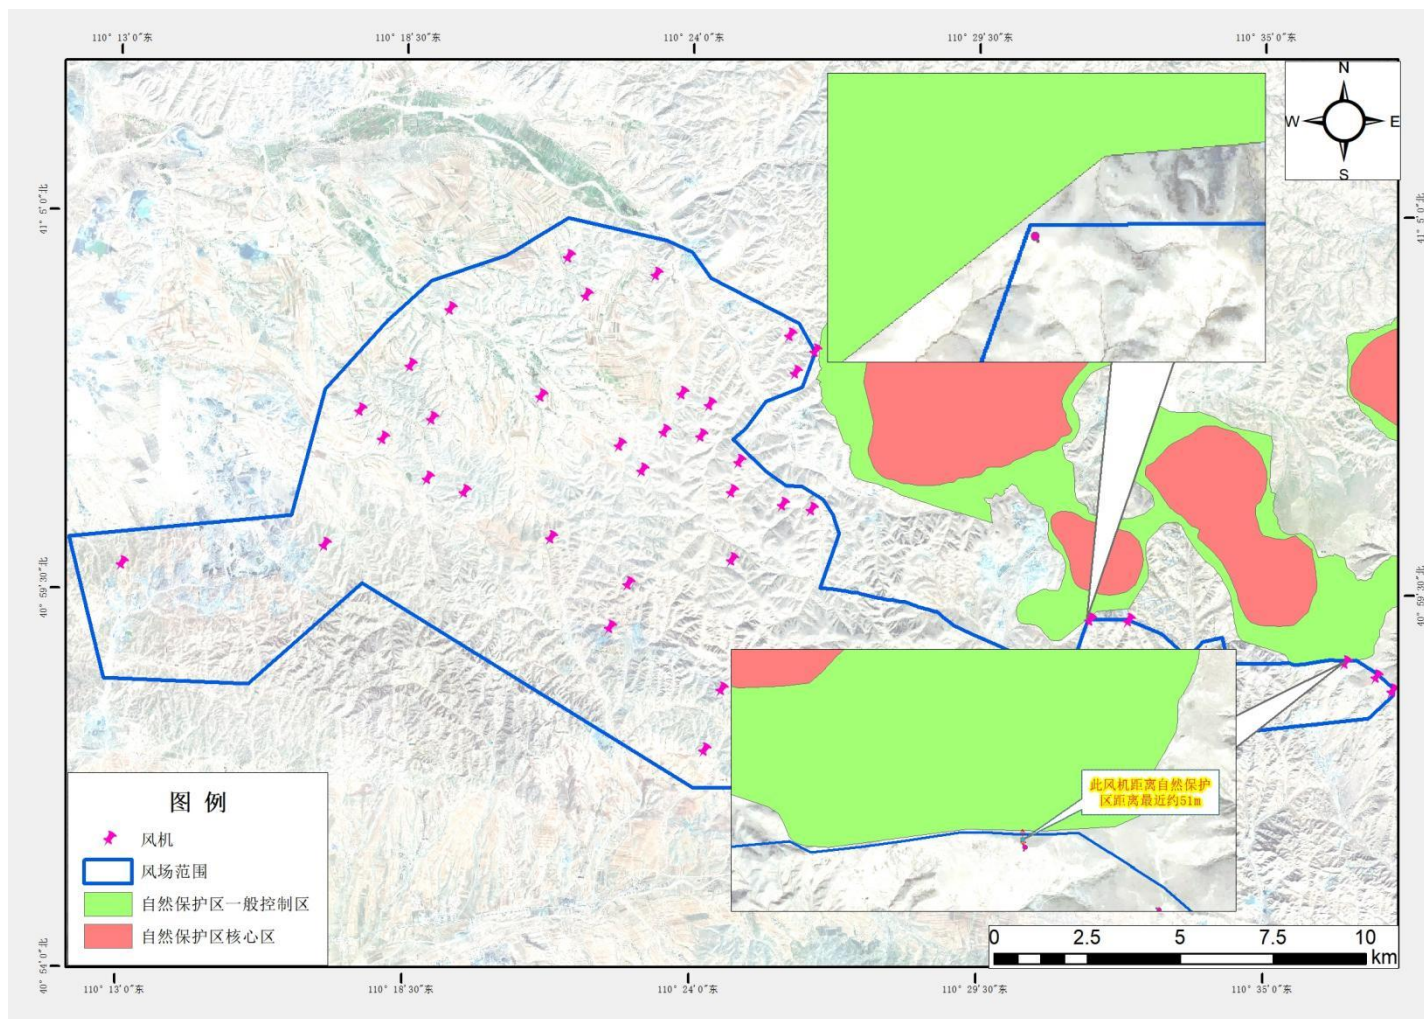 110° 13′0″东
110° 18′30″东
110° 24′0″东
110° 29′30″东
110° 35′0″东
N
W
E
S
41° 5′0″北
41° 5′0″北
40° 59′30″北
40° 59′30″北
此风机距离自然保护
区距离最近约51m
图 例
风机
风场范围
自然保护区一般控制区
自然保护区核心区
0 2.5 5 7.5 10
km
40° 54′0″北
110° 13′0″东
110° 18′30″东
110° 24′0″东
110° 29′30″东
110° 35′0″东